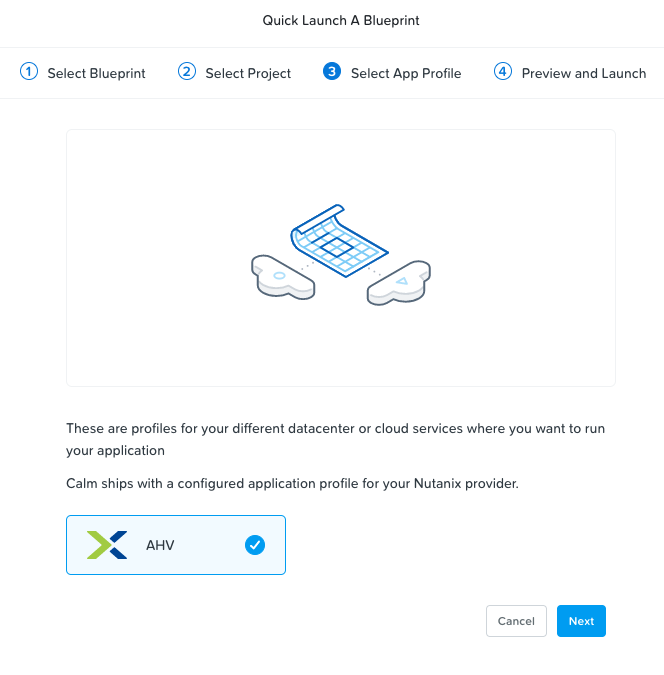 Quick Launch A Blueprint
1 Select Blueprint 2 Select Project 3 Select App Profile 4 Preview and Launch
These are profiles for your different datacenter or cloud services where you want to run
your application
Calm ships with a configured application profile for your Nutanix provider.
AHV
Cancel Next